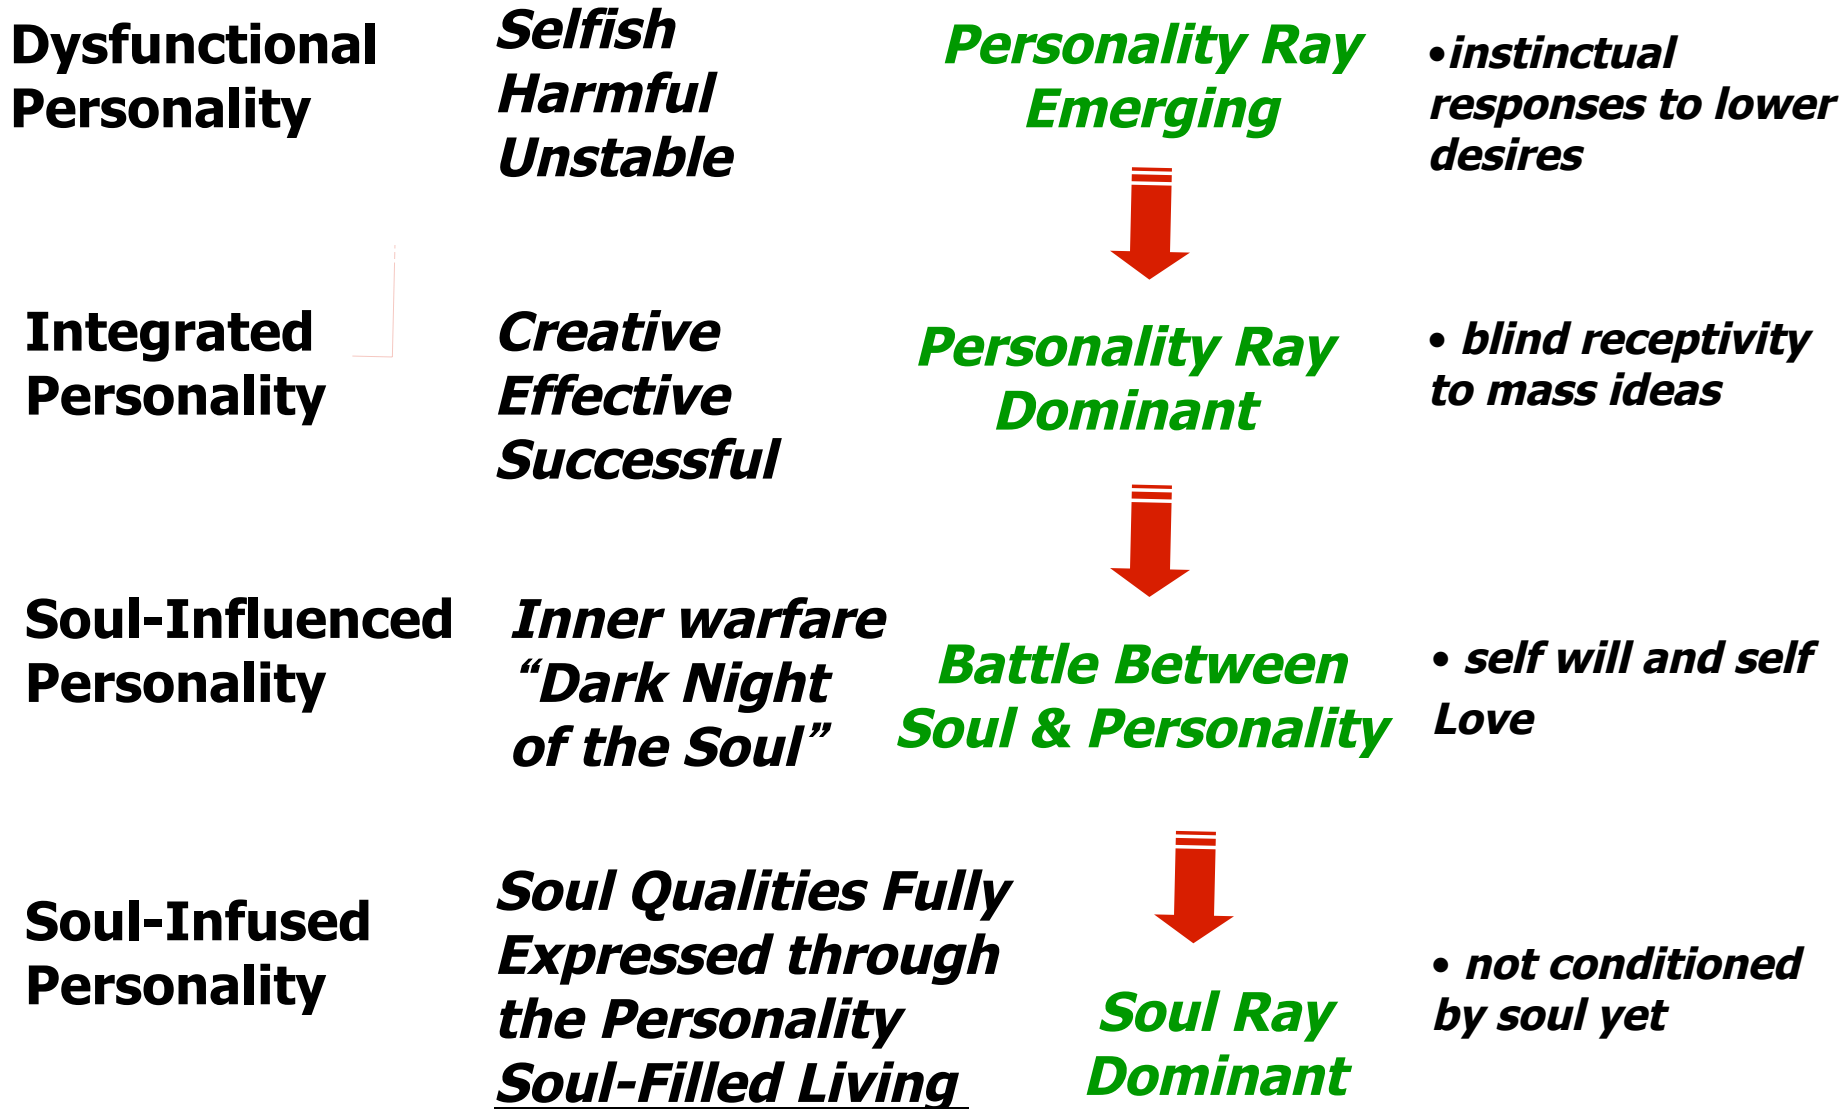 Dysfunctional
Personality
Selfish
Harmful
Unstable
Personality Ray
Emerging
•instinctual
responses to lower
desires
Integrated
Personality
Creative
Effective
Successful
Personality Ray
Dominant
• blind receptivity
to mass ideas
Soul-Influenced
Personality
Inner warfare
“Dark Night
of the Soul”
Battle Between
Soul & Personality
• self will and self
Love
Soul-Infused
Personality
Soul Qualities Fully
Expressed through
the Personality
Soul-Filled Living
Soul Ray
Dominant
• not conditioned
by soul yet